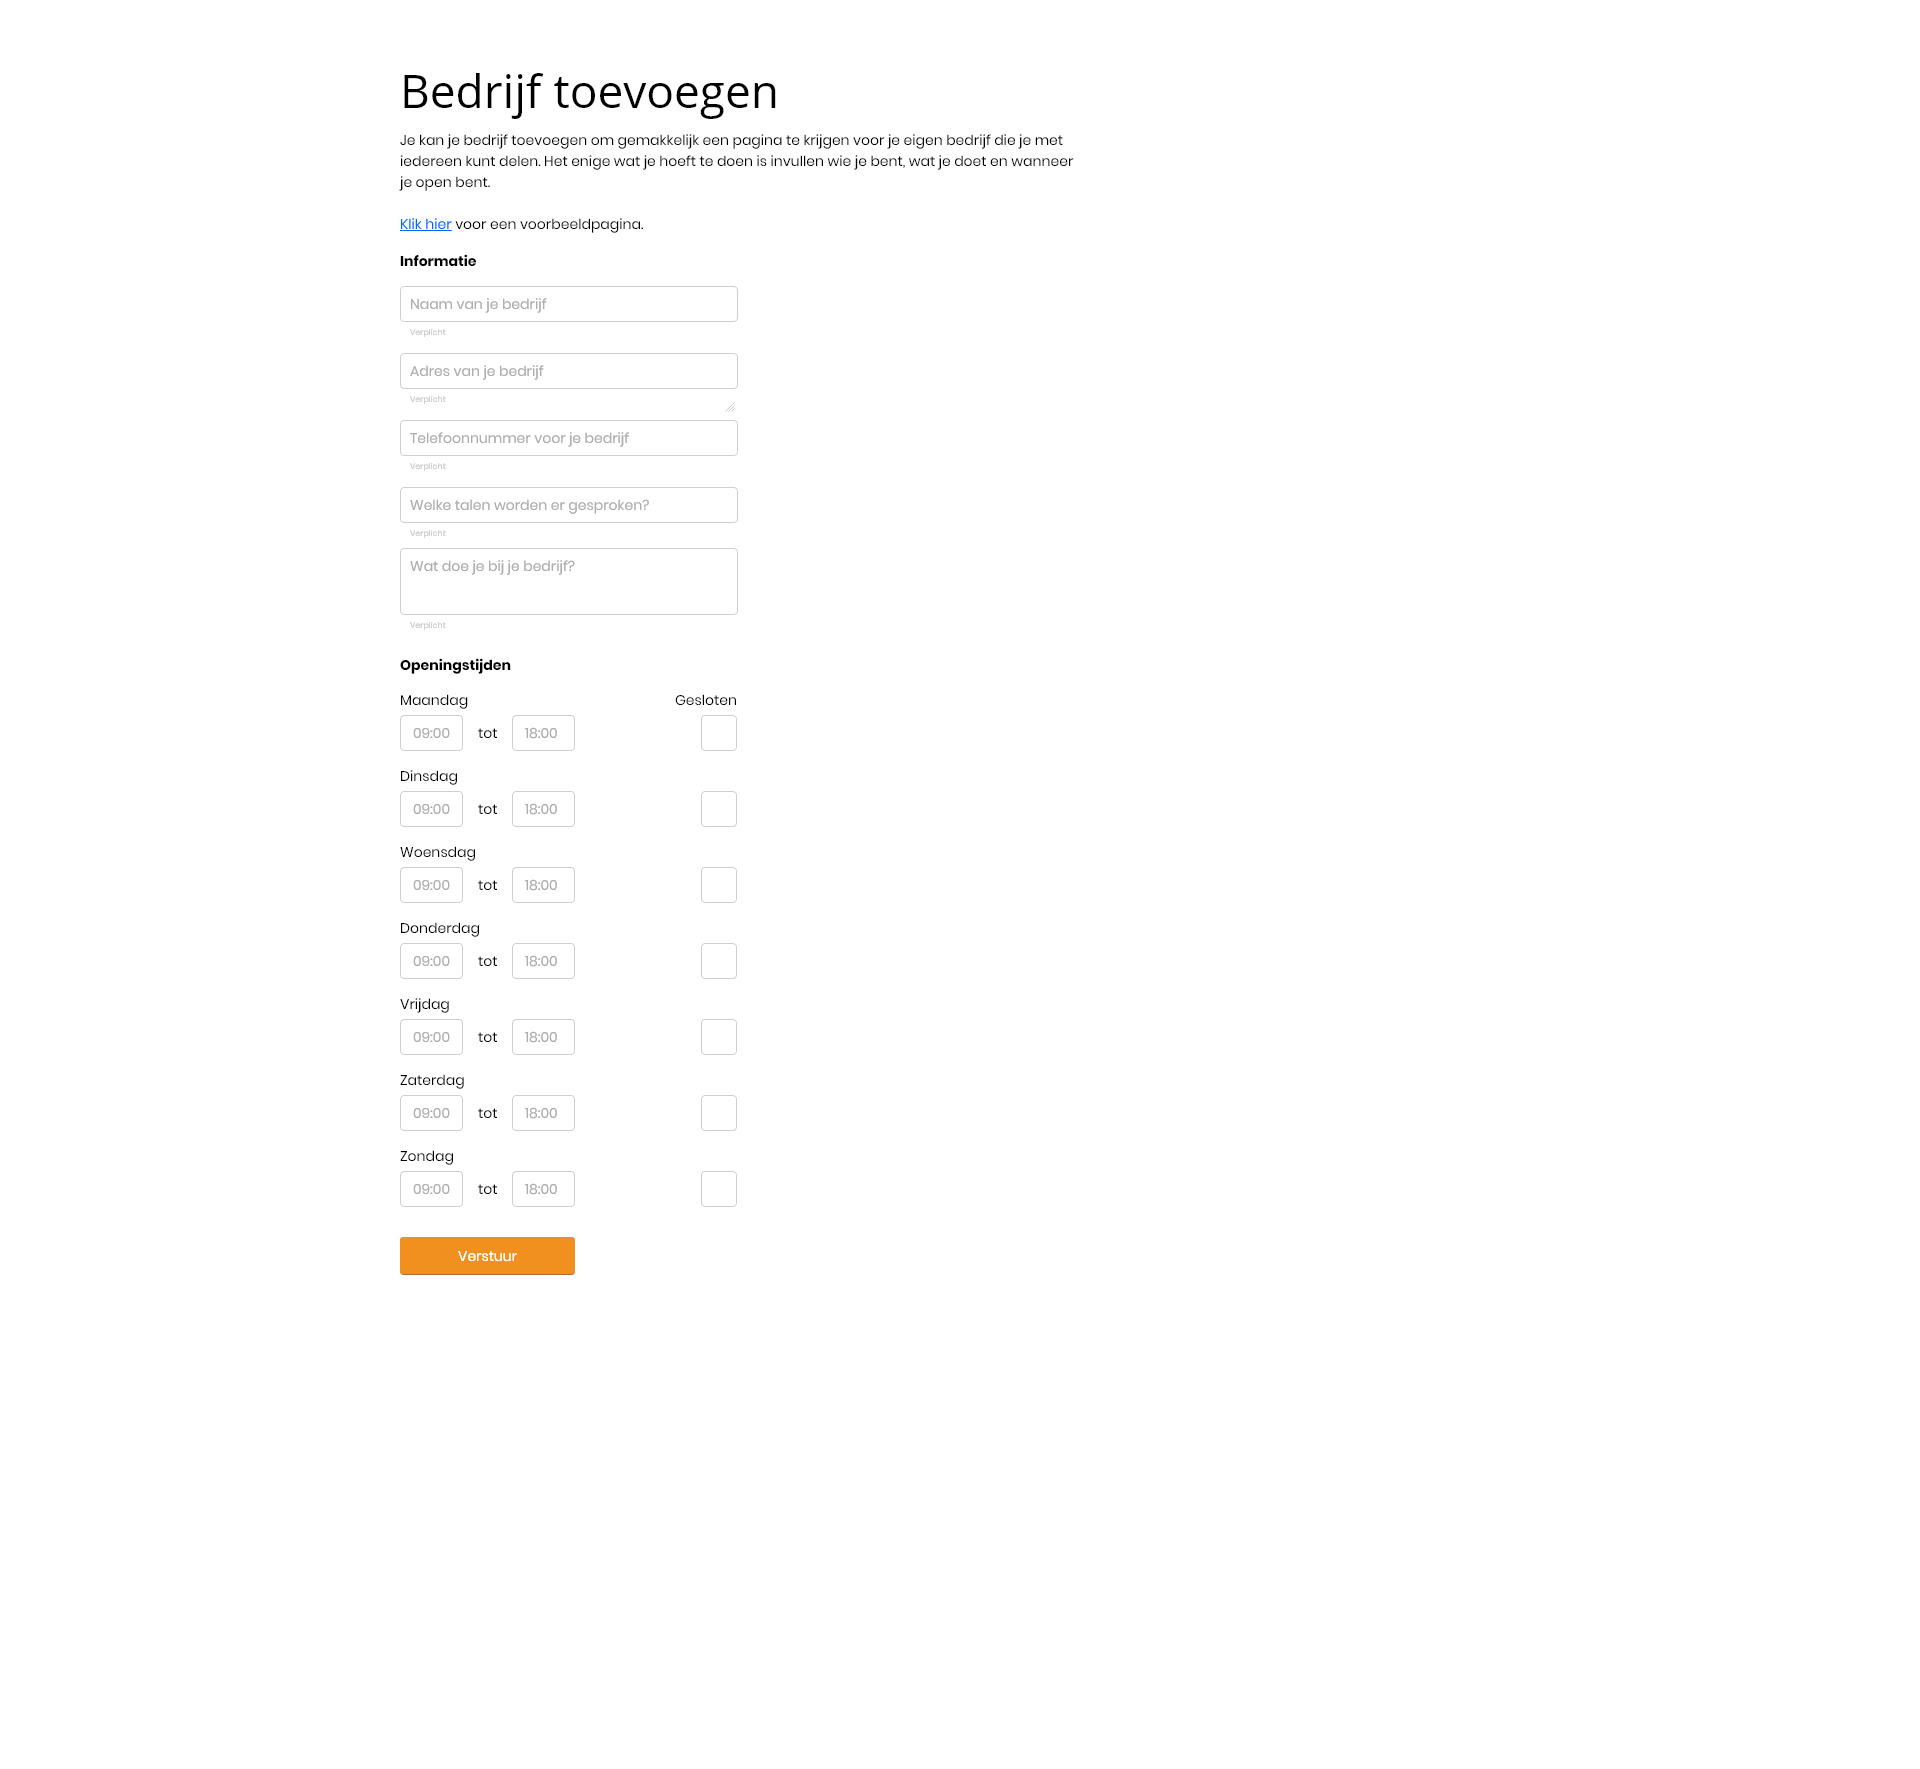 Bedrijf toevoegen
Je kan je bedrijf toevoegen om gemakkelijk een pagina te krijgen voor je eigen bedrijf die je met
iedereen kunt delen. Het enige wat je hoeft te doen is invullen wie je bent, wat je doet en wanneer
je open bent.
Klik hier voor een voorbeeldpagina.
Informatie
Naam van je bedrijf
Verplicht
Adres van je bedrijf
Verplicht
Telefoonnummer voor je bedrijf
Verplicht
Welke talen worden er gesproken?
Verplicht
Wat doe je bij je bedrijf?
Verplicht
Openingstijden
Maandag Gesloten
09:00 tot 18:00
Dinsdag
09:00 tot 18:00
Woensdag
09:00 tot 18:00
Donderdag
09:00 tot 18:00
Vrijdag
09:00 tot 18:00
Zaterdag
09:00 tot 18:00
Zondag
09:00 tot 18:00
Verstuur